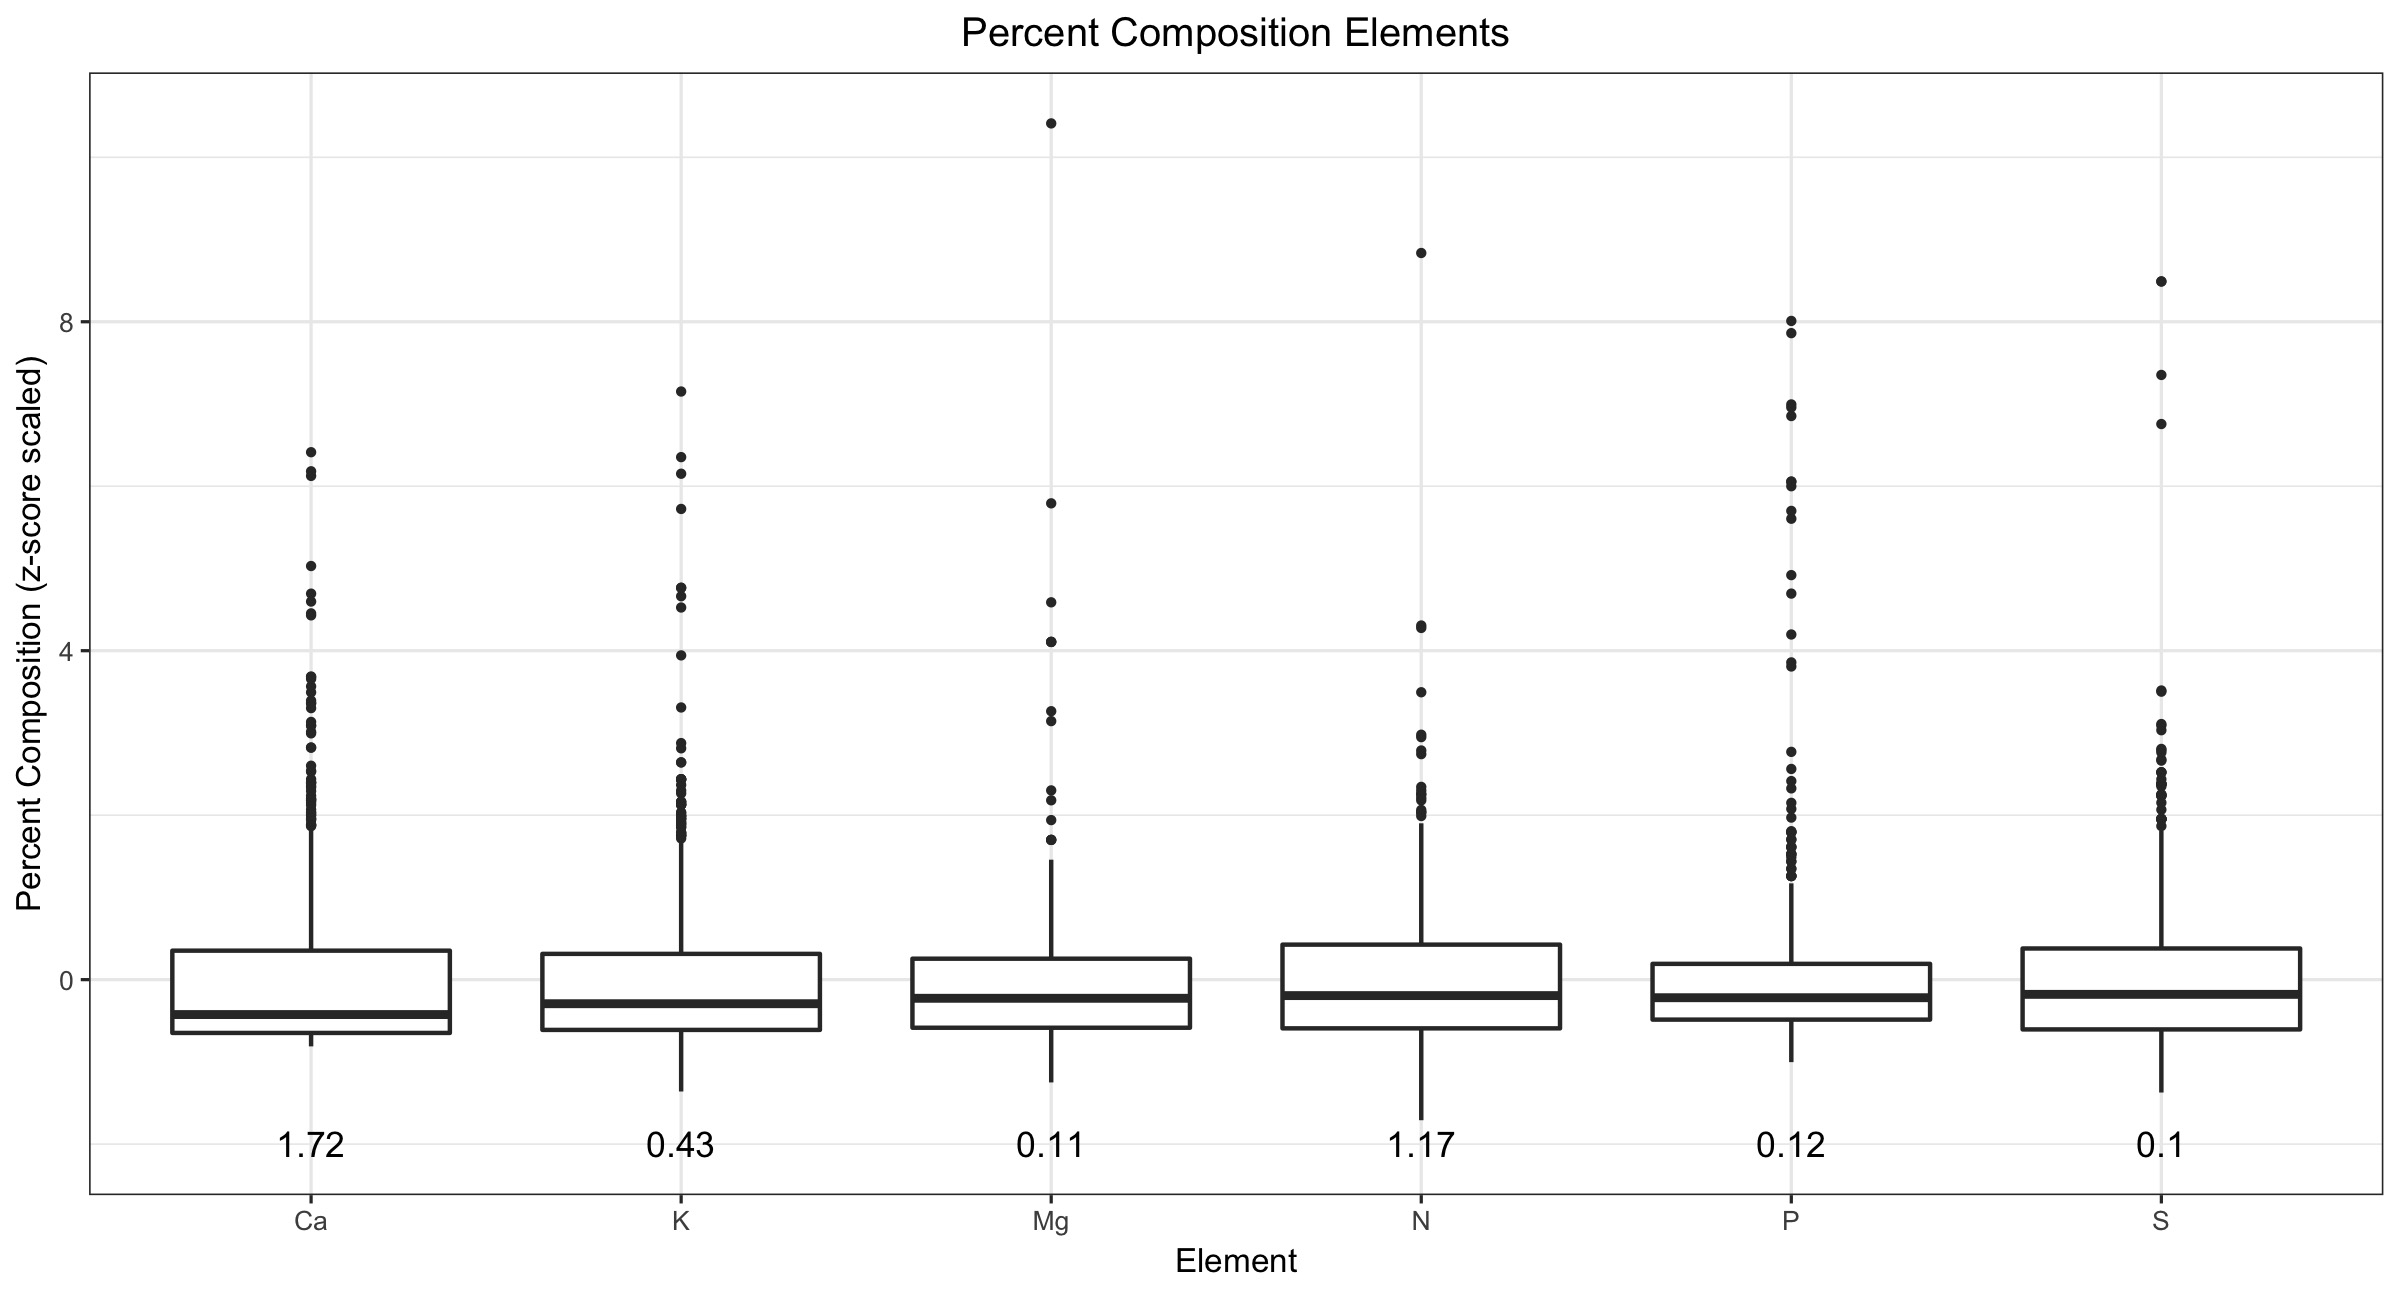 Percent Composition Elements
Percent Composition (z-score scaled)
8
4
0
1.72 0.43 0.11 1.17 0.12 0.1
Ca K Mg N P S
Element